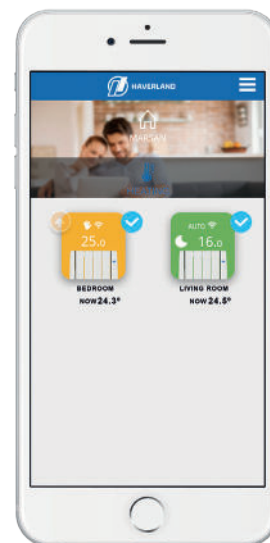 HAVERLAND
MARSAN
25.0
BEDROOM
NOW 24.3°
AUTO
16.0
LIVING ROOM
NOW 24.5°